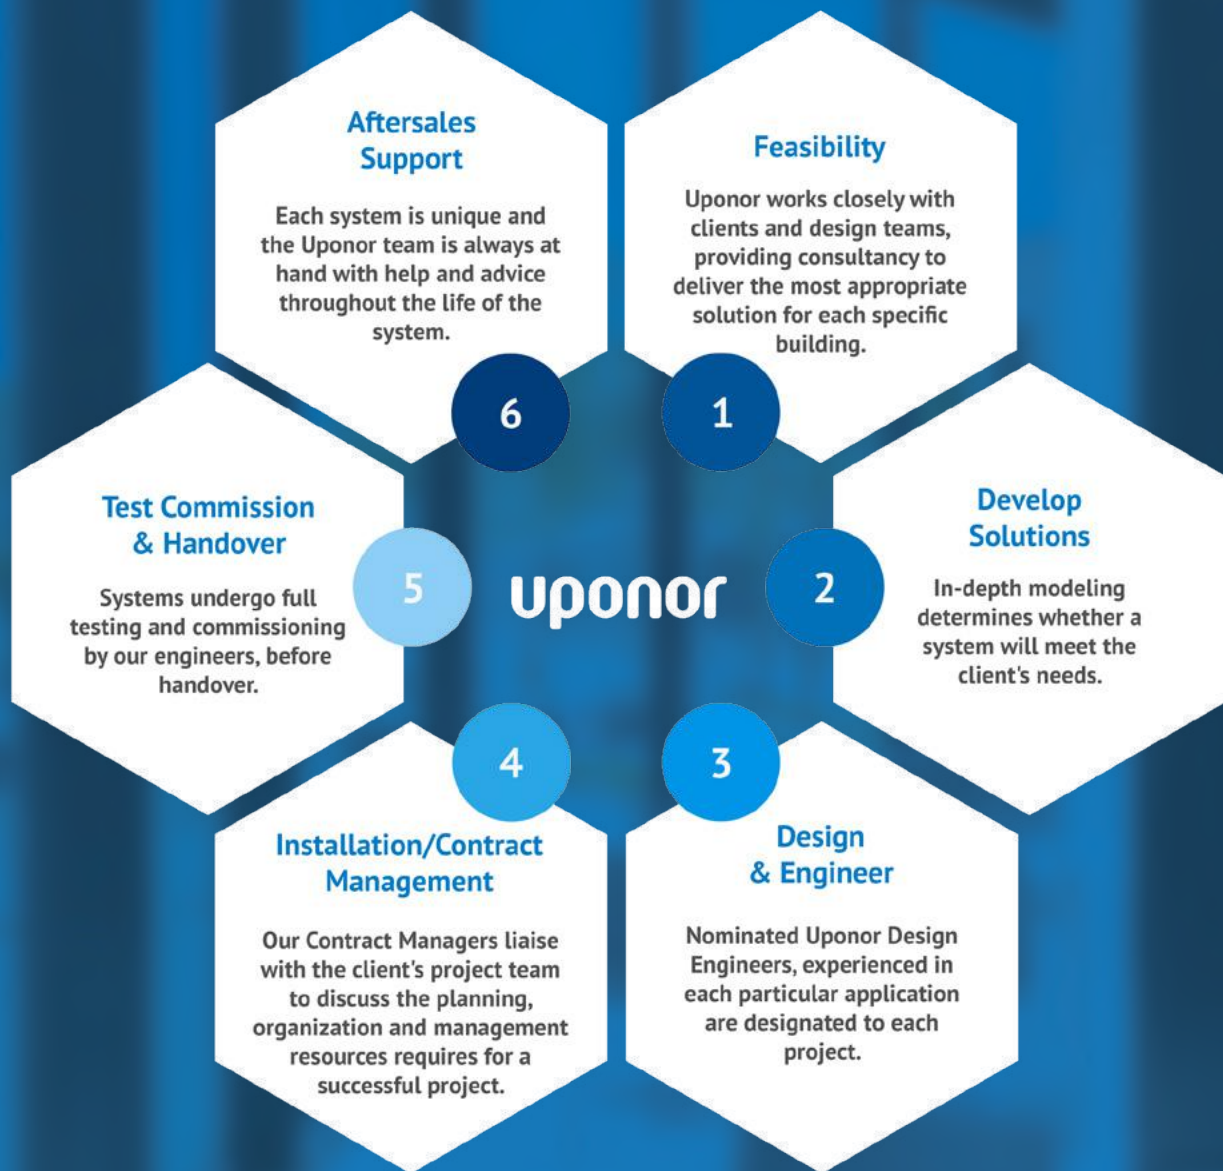 Aftersales
Support
Each system is unique and
the Uponor team is always at
hand with help and advice
throughout the life of the
system.
6
Feasibility
Uponor works closely with
clients and design teams,
providing consultancy to
deliver the most appropriate
solution for each specific
building.
1
Test Commission
& Handover
Systems undergo full
testing and commissioning
by our engineers, before
handover.
5
uponor
2
Develop
Solutions
In-depth modeling
determines whether a
system will meet the
client's needs.
4
Installation/Contract
Management
Our Contract Managers liaise
with the client's project team
to discuss the planning,
organization and management
resources requires for a
successful project.
3
Design
& Engineer
Nominated Uponor Design
Engineers, experienced in
each particular application
are designated to each
project.